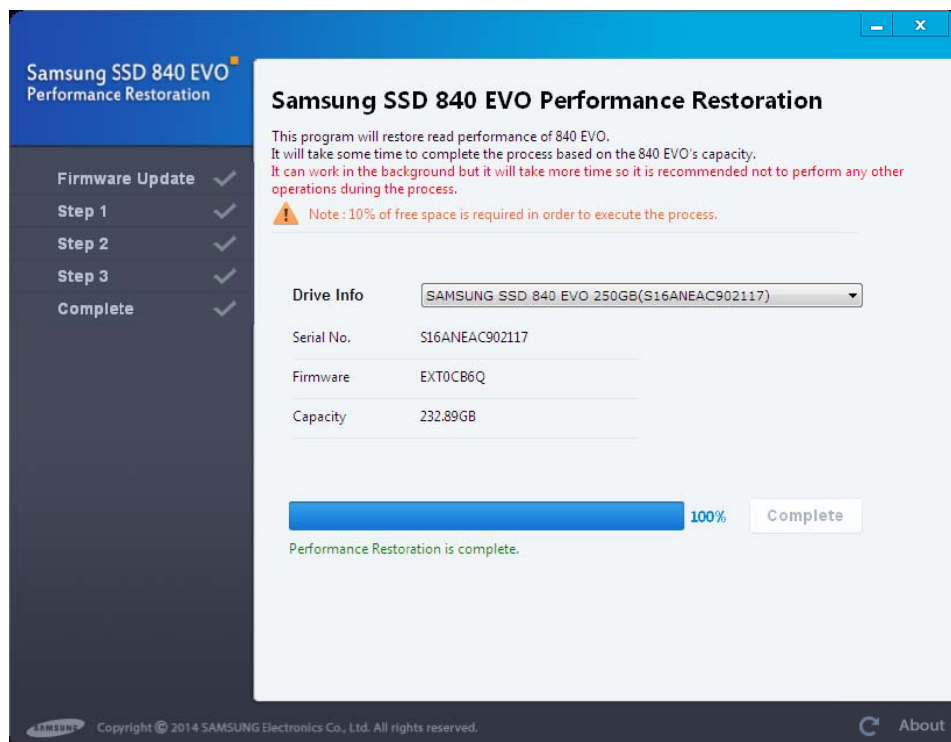 Samsung SSD 840 EVO
Performance Restoration
Firmware Update
Step 1
Step 2
Step 3
Complete
Samsung SSD 840 EVO Performance Restoration
This program will restore read performance of 840 EVO.
It will take some time to complete the process based on the 840 EVO's capacity.
It can work in the background but it will take more time so it is recommended not to perform any other
operations during the process.
Note : 10% of free space is required in order to execute the process.
Drive Info
SAMSUNG SSD 840 EVO 250GB(S16ANEAC902117)
Serial No.
S16ANEAC902117
Firmware
EXT0CB6Q
Capacity
232.89GB
100%
Complete
Performance Restoration is complete.
SAMSUNG
Copyright © 2014 SAMSUNG Electronics Co., Ltd. All rights reserved.
About